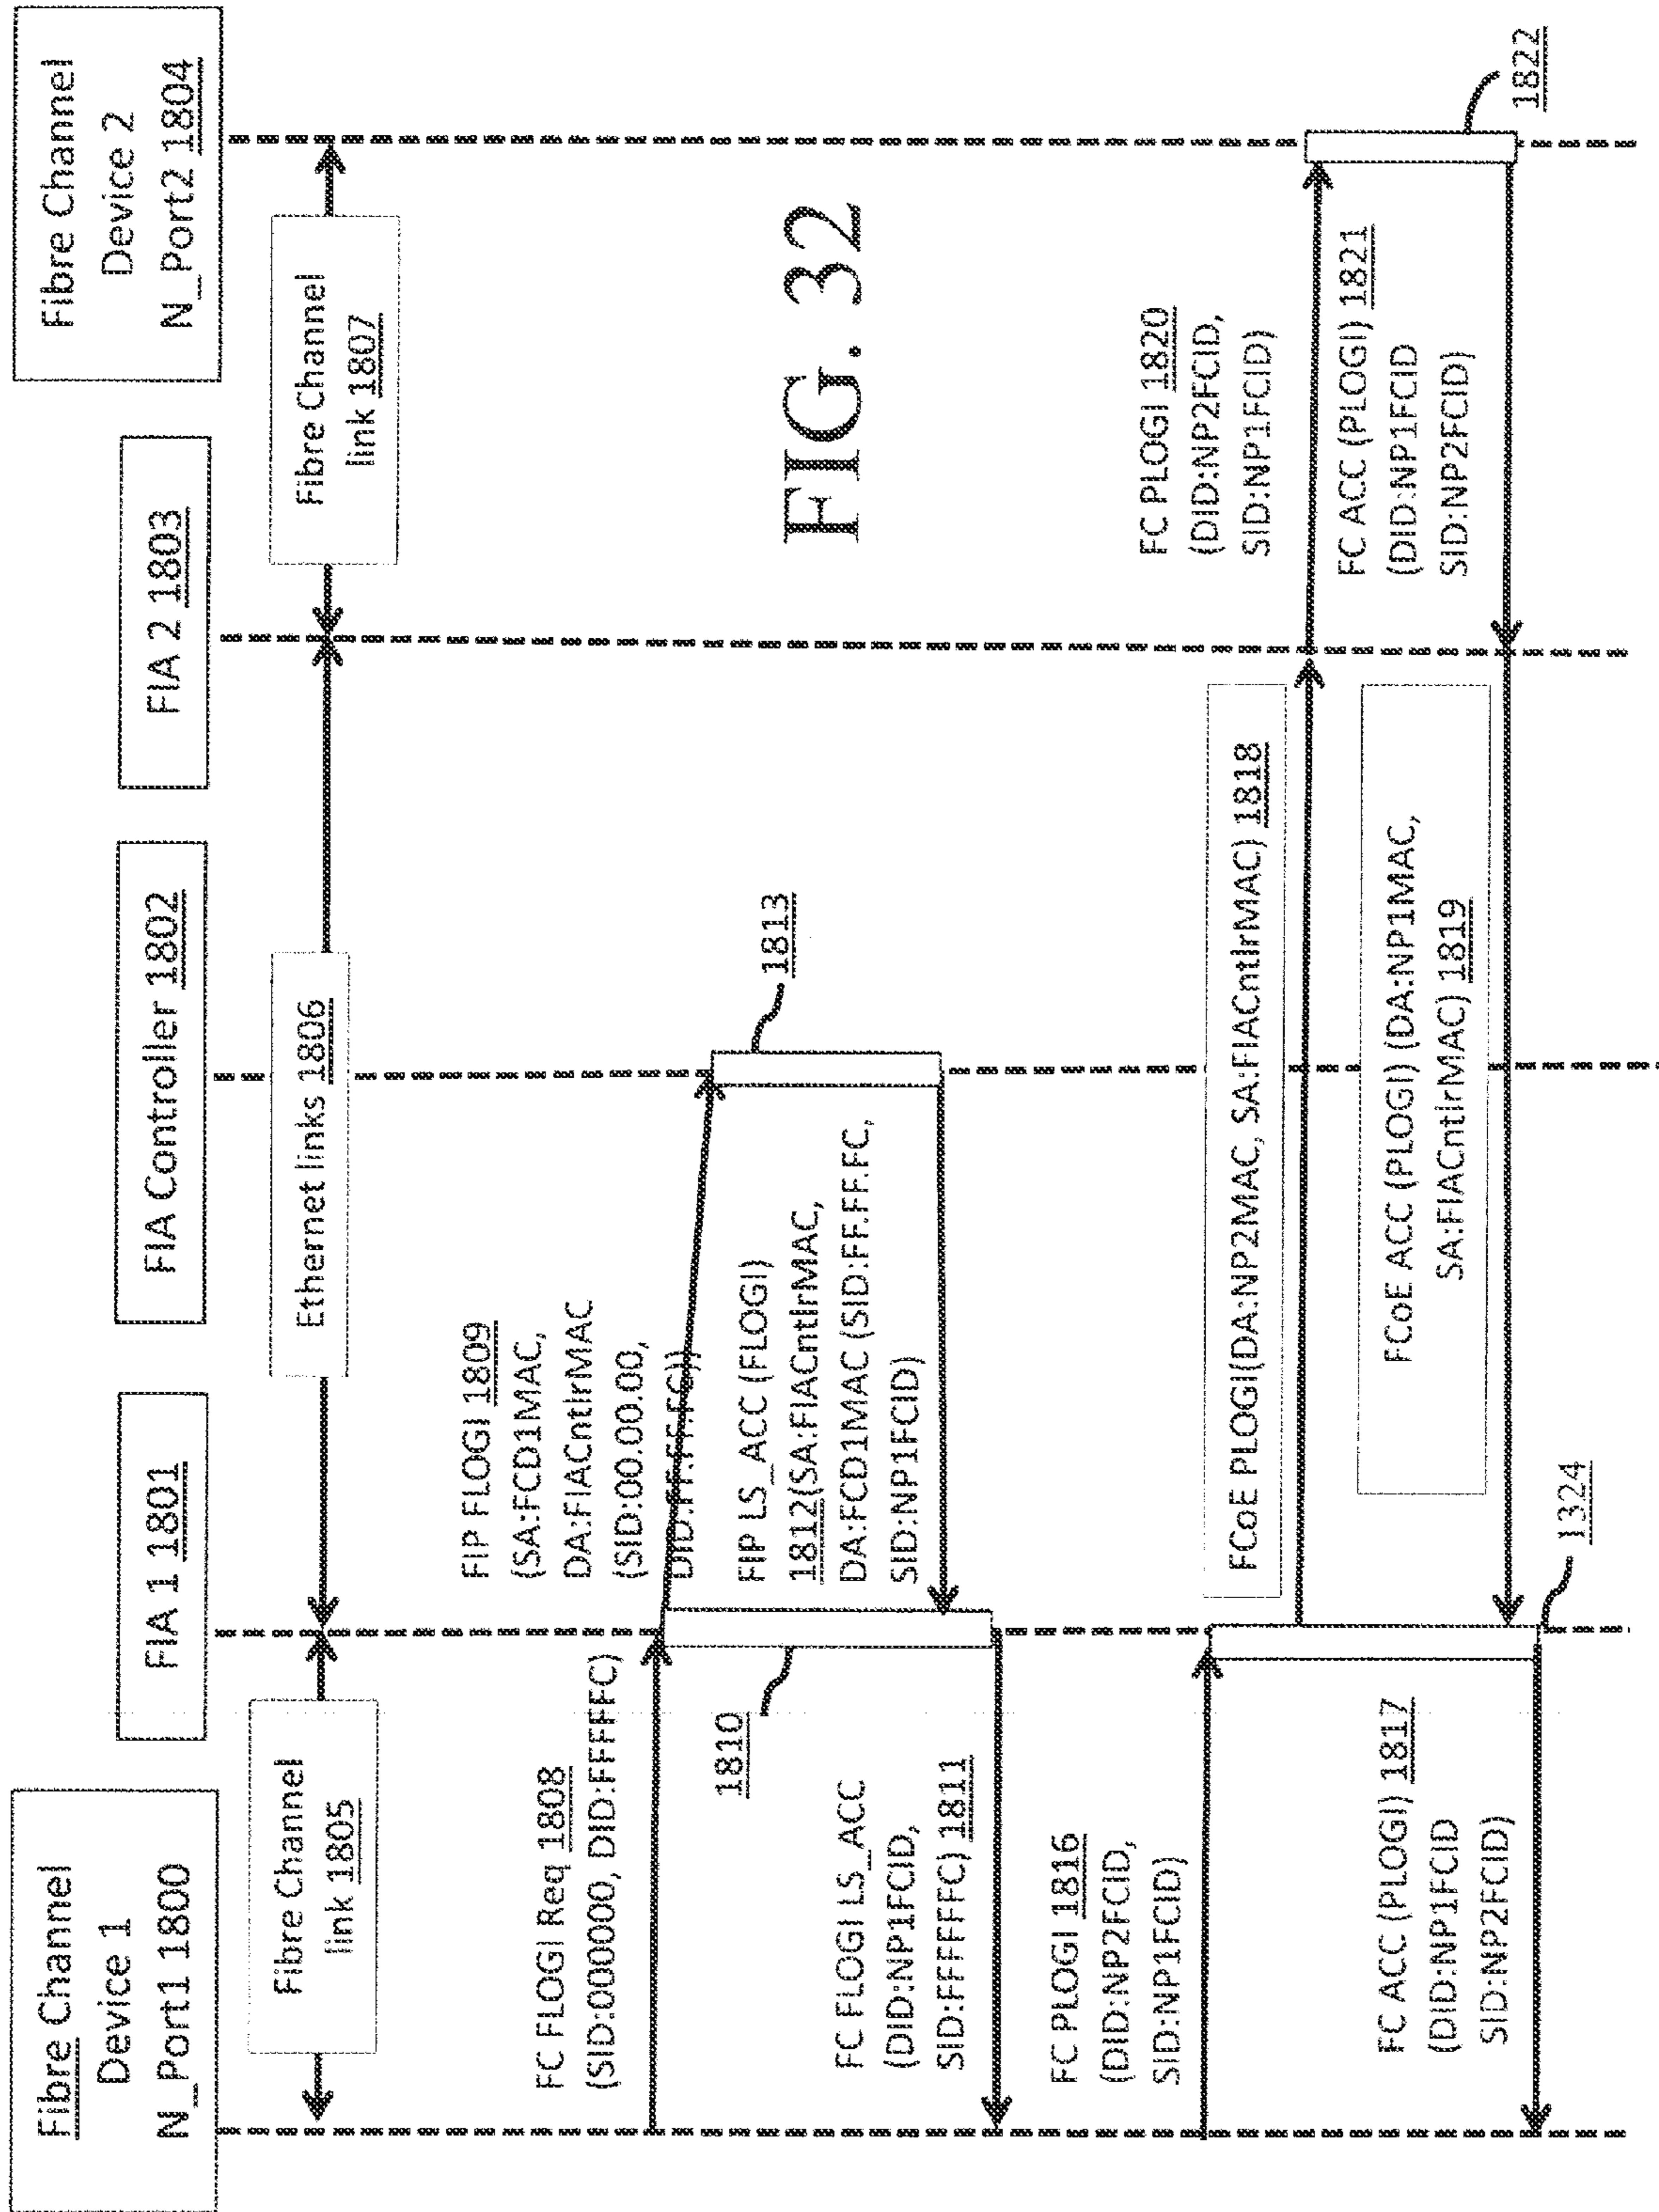 Fibre Channel
Device 1
N_Port1 1800
FIA 1 1801
FIA Controller 1802
FIA 2 1803
Fibre Channel
Device 2
N_Port2 1804
Fibre Channel
link 1805
Ethernet links 1806
Fibre Channel
link 1807
FC FLOGI Req 1808
(SID:000000, DID:FFFFFC)
FIP FLOGI 1809
(SA:FCD1MAC,
DA:FIACntlrMAC
(SID:00.00.00,
DID:FF.FF.FC))
1810
1813
FIP LS_ACC (FLOGI)
1812(SA:FIACntlrMAC,
DA:FCD1MAC (SID:FF.FF.FC,
SID:NP1FCID)
FC FLOGI LS_ACC
(DID:NP1FCID,
SID:FFFFFFC) 1811
FIG. 32
FC PLOGI 1816
(DID:NP2FCID,
SID:NP1FCID)
FCoE PLOGI(DA:NP2MAC, SA:FIACntlrMAC) 1818
FC PLOGI 1820
(DID:NP2FCID,
SID:NP1FCID)
FC ACC (PLOGI) 1817
(DID:NP1FCID
SID:NP2FCID)
FCoE ACC (PLOGI) (DA:NP1MAC,
SA:FIACntlrMAC) 1819
FC ACC (PLOGI) 1821
(DID:NP1FCID
SID:NP2FCID)
1324
1822